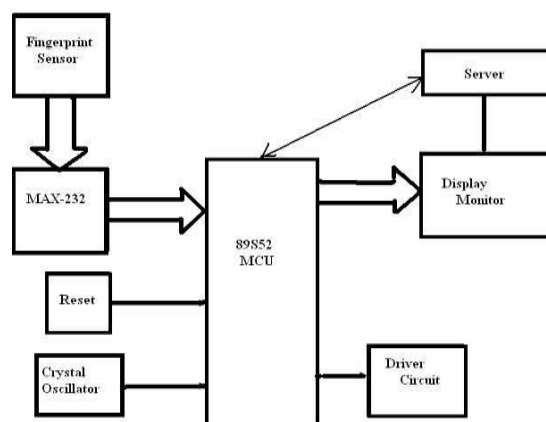 Fingerprint
Sensor
Server
MAX-232
Display
Monitor
89S52
MCU
Reset
Crystal
Oscillator
Driver
Circuit